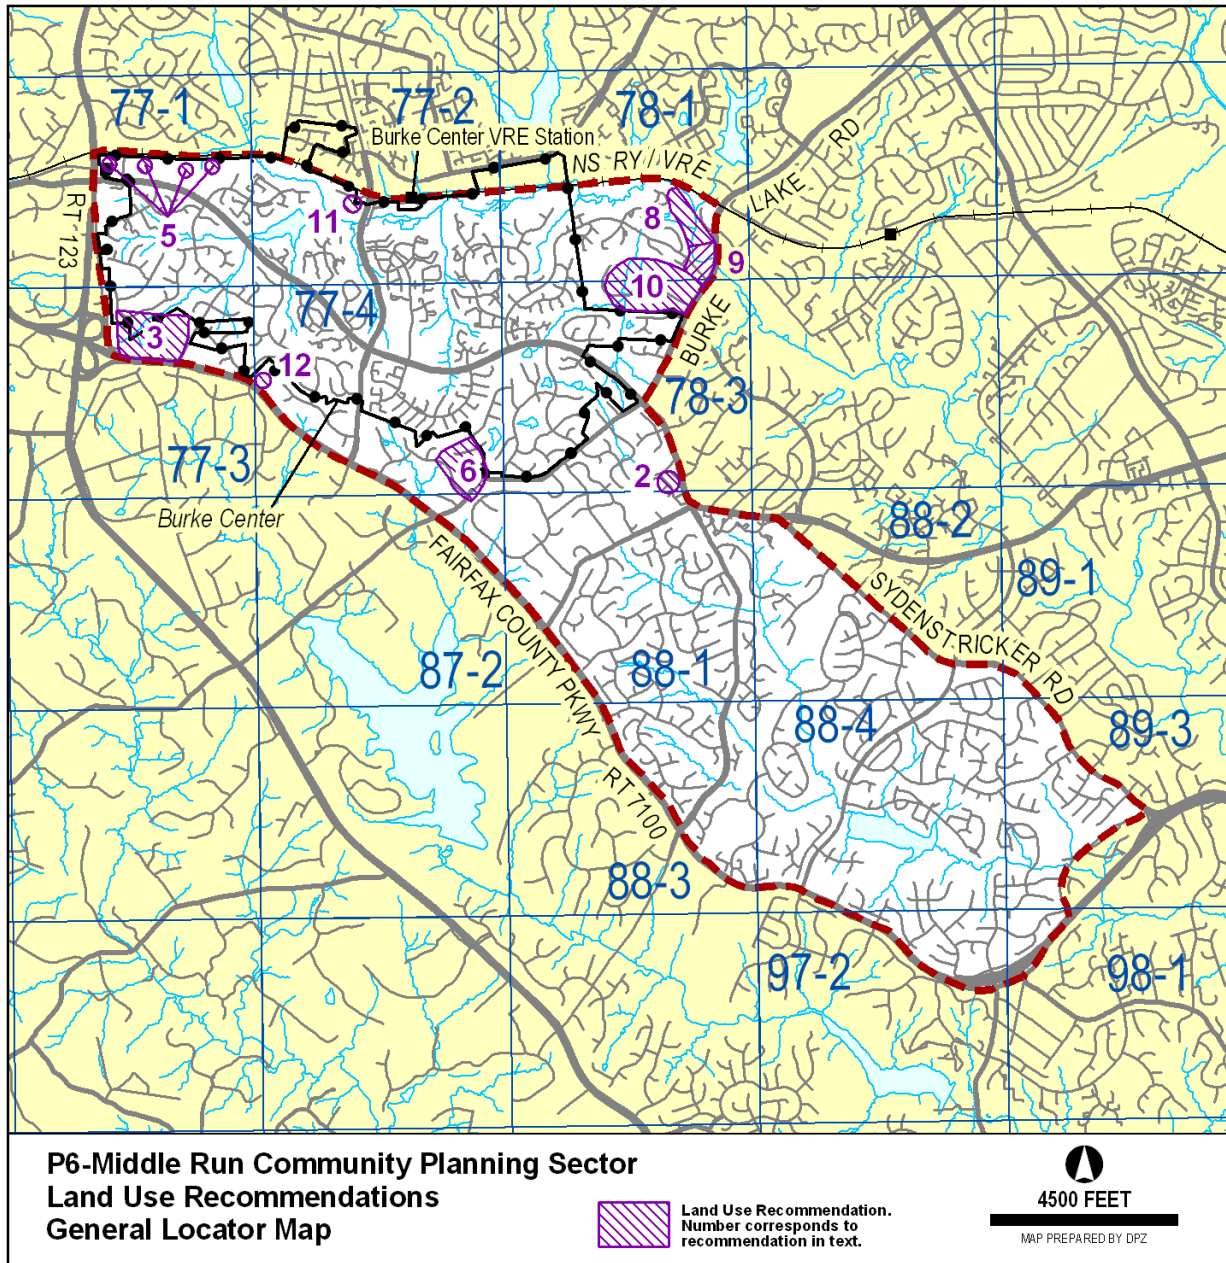 77-1
77-2
78-1
Burke Center VRE Station
NS RY / VRE
LAKE RD
RT 123
5
11
8
9
10
77-4
3
12
BURKE
78-3
77-3
6
2
Burke Center
88-2
89-1
FAIRFAX COUNTY PKWY
SYDENSTRICKER RD
87-2
88-1
88-4
89-3
RT 7100
88-3
97-2
98-1
P6-Middle Run Community Planning Sector
Land Use Recommendations
General Locator Map
Land Use Recommendation.
Number corresponds to
recommendation in text.
4500 FEET
MAP PREPARED BY DPZ